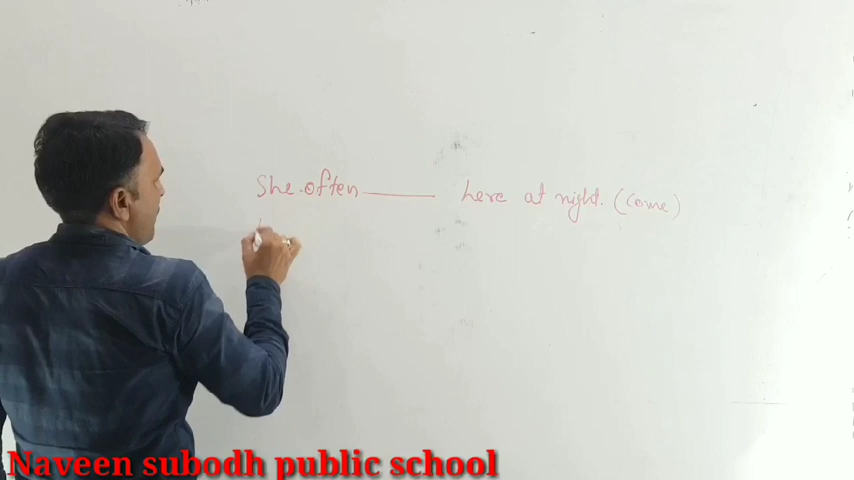 She often ______ here at night. (come)
Naveen subodh public school